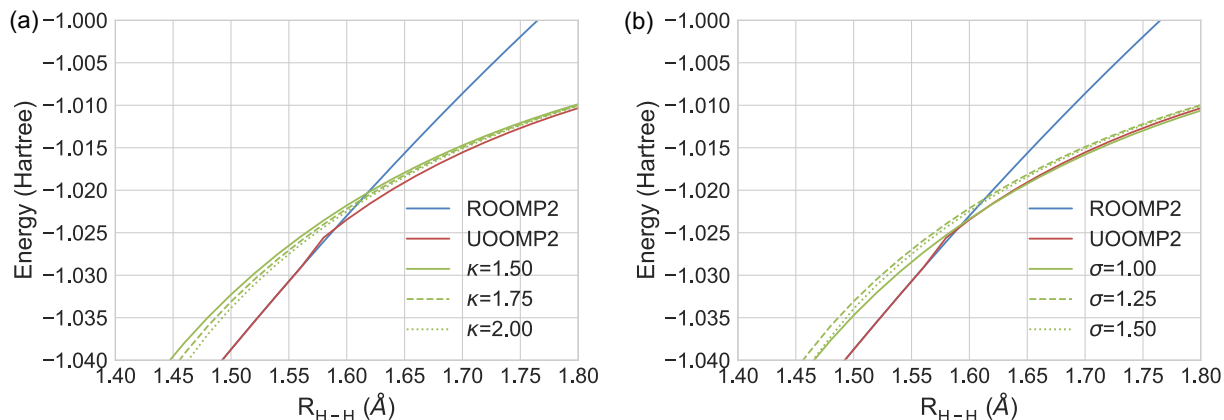 (a)
−1.000
−1.005
−1.010
−1.015
−1.020
−1.025
−1.030
−1.035
−1.040
Energy (Hartree)
1.40 1.45 1.50 1.55 1.60 1.65 1.70 1.75 1.80
R H−H (Å)
ROOMP2
UOOMP2
κ=1.50
κ=1.75
κ=2.00
(b)
−1.000
−1.005
−1.010
−1.015
−1.020
−1.025
−1.030
−1.035
−1.040
Energy (Hartree)
1.40 1.45 1.50 1.55 1.60 1.65 1.70 1.75 1.80
R H−H (Å)
ROOMP2
UOOMP2
σ=1.00
σ=1.25
σ=1.50